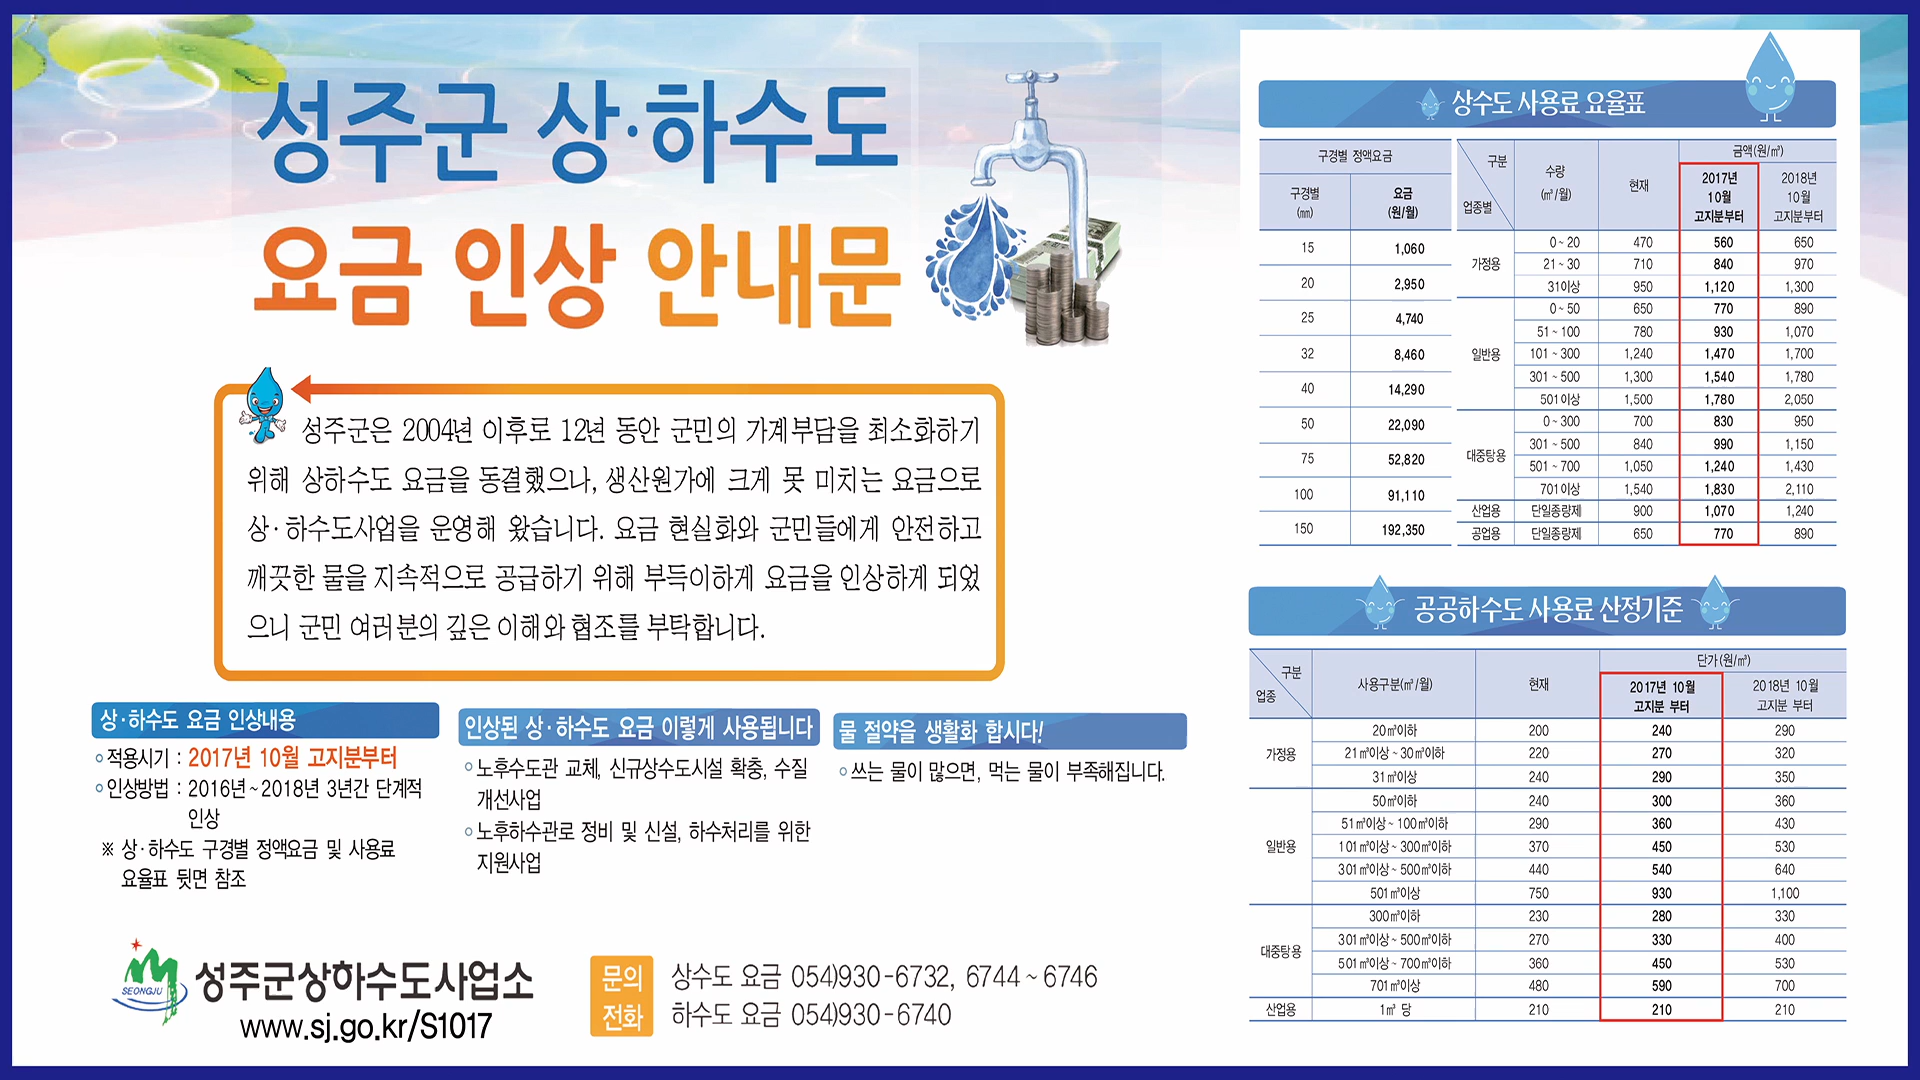 성주군 상·하수도
요금 인상 안내문
성주군은 2004년 이후로 12년 동안 군민의 가계부담을 최소화하기
위해 상하수도 요금을 동결했으나, 생산원가에 크게 못 미치는 요금으로
상·하수도사업을 운영해 왔습니다. 요금 현실화와 군민들에게 안전하고
깨끗한 물을 지속적으로 공급하기 위해 부득이하게 요금을 인상하게 되었
으니 군민 여러분의 깊은 이해와 협조를 부탁합니다.
상·하수도 요금 인상내용
적용시기 : 2017년 10월 고지분부터
인상방법 : 2016년~2018년 3년간 단계적
인상
※ 상·하수도 구경별 정액요금 및 사용료
요율표 뒷면 참조
인상된 상·하수도 요금 이렇게 사용됩니다
노후수도관 교체, 신규상수도시설 확충, 수질
개선사업
노후하수관로 정비 및 신설, 하수처리를 위한
지원사업
물 절약을 생활화 합시다!
쓰는 물이 많으면, 먹는 물이 부족해집니다.
SEONGJU
성주군상하수도사업소
www.sj.go.kr/S1017
문의
전화
상수도 요금 054)930-6732, 6744~6746
하수도 요금 054)930-6740
상수도 사용료 요율표
구경별 정액요금
구경별 (㎜) 요금 (원/월)
15 1,060
20 2,950
25 4,740
32 8,460
40 14,290
50 22,090
75 52,820
100 91,110
150 192,350
구분 업종별 수량 (㎥/월) 현재 금액(원/㎥)
2017년 10월 고지분부터 2018년 10월 고지분부터
가정용 0~20 470 560 650
21~30 710 840 970
31이상 950 1,120 1,300
일반용 0~50 650 770 890
51~100 780 930 1,070
101~300 1,240 1,470 1,700
301~500 1,300 1,540 1,780
501이상 1,500 1,780 2,050
대중탕용 0~300 700 830 950
301~500 840 990 1,150
501~700 1,050 1,240 1,430
701이상 1,540 1,830 2,110
산업용 단일종량제 900 1,070 1,240
공업용 단일종량제 650 770 890
공공하수도 사용료 산정기준
구분 업종 사용구분(㎥/월) 현재 단가(원/㎥)
2017년 10월 고지분 부터 2018년 10월 고지분 부터
가정용 20㎥이하 200 240 290
21㎥이상~30㎥이하 220 270 320
31㎥이상 240 290 350
일반용 50㎥이하 240 300 360
51㎥이상~100㎥이하 290 360 430
101㎥이상~300㎥이하 370 450 530
301㎥이상~500㎥이하 440 540 640
501㎥이상 750 930 1,100
대중탕용 300㎥이하 230 280 330
301㎥이상~500㎥이하 270 330 400
501㎥이상~700㎥이하 360 450 530
701㎥이상 480 590 700
산업용 1㎥ 당 210 210 210